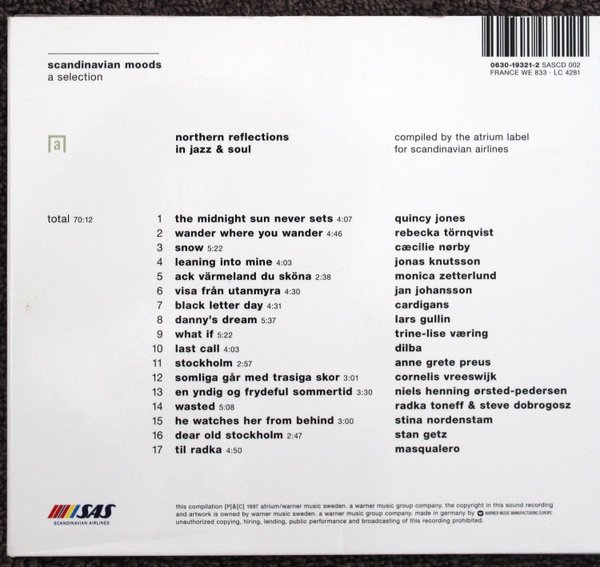 scandinavian moods
a selection
0630-19321-2 SASCD 002
FRANCE WE 833 · LC 4281
a
northern reflections
in jazz & soul
compiled by the atrium label
for scandinavian airlines
total 70:12
1 the midnight sun never sets 4:07 quincy jones
2 wander where you wander 4:46 rebecka törnqvist
3 snow 5:22 cæcilie nørby
4 leaning into mine 4:03 jonas knutsson
5 ack värmeland du sköna 2:38 monica zetterlund
6 visa från utanmyra 4:30 jan johansson
7 black letter day 4:31 cardigans
8 danny's dream 5:37 lars gullin
9 what if 5:22 trine-lise væring
10 last call 4:03 dilba
11 stockholm 2:57 anne grete preus
12 somliga går med trasiga skor 3:01 cornelis vreeswijk
13 en yndig og frydeful sommertid 3:30 niels henning ørsted-pedersen
14 wasted 5:08 radka toneff & steve dobrogosz
15 he watches her from behind 3:00 stina nordenstam
16 dear old stockholm 2:47 stan getz
17 til radka 4:50 masqualero
SAS
SCANDINAVIAN AIRLINES
this compilation [P]&[C] 1997 atrium/warner music sweden. a warner music group company. the copyright in this sound recording
and artwork is owned by warner music sweden. a warner music group company. made in germany by WARNER MUSIC MANUFACTURING EUROPE.
unauthorized copying, hiring, lending, public performance and broadcasting of this recording prohibited.